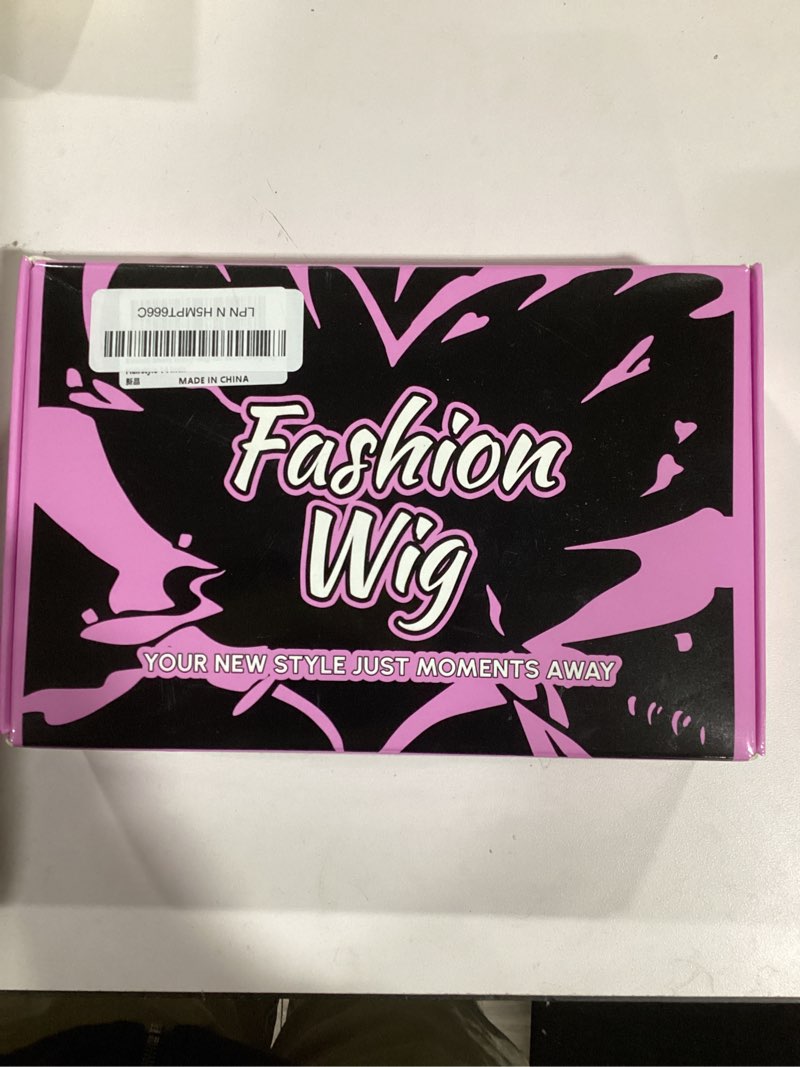 LPN N H5MPT666C
新品 MADE IN CHINA
Fashion
Wig
YOUR NEW STYLE JUST MOMENTS AWAY